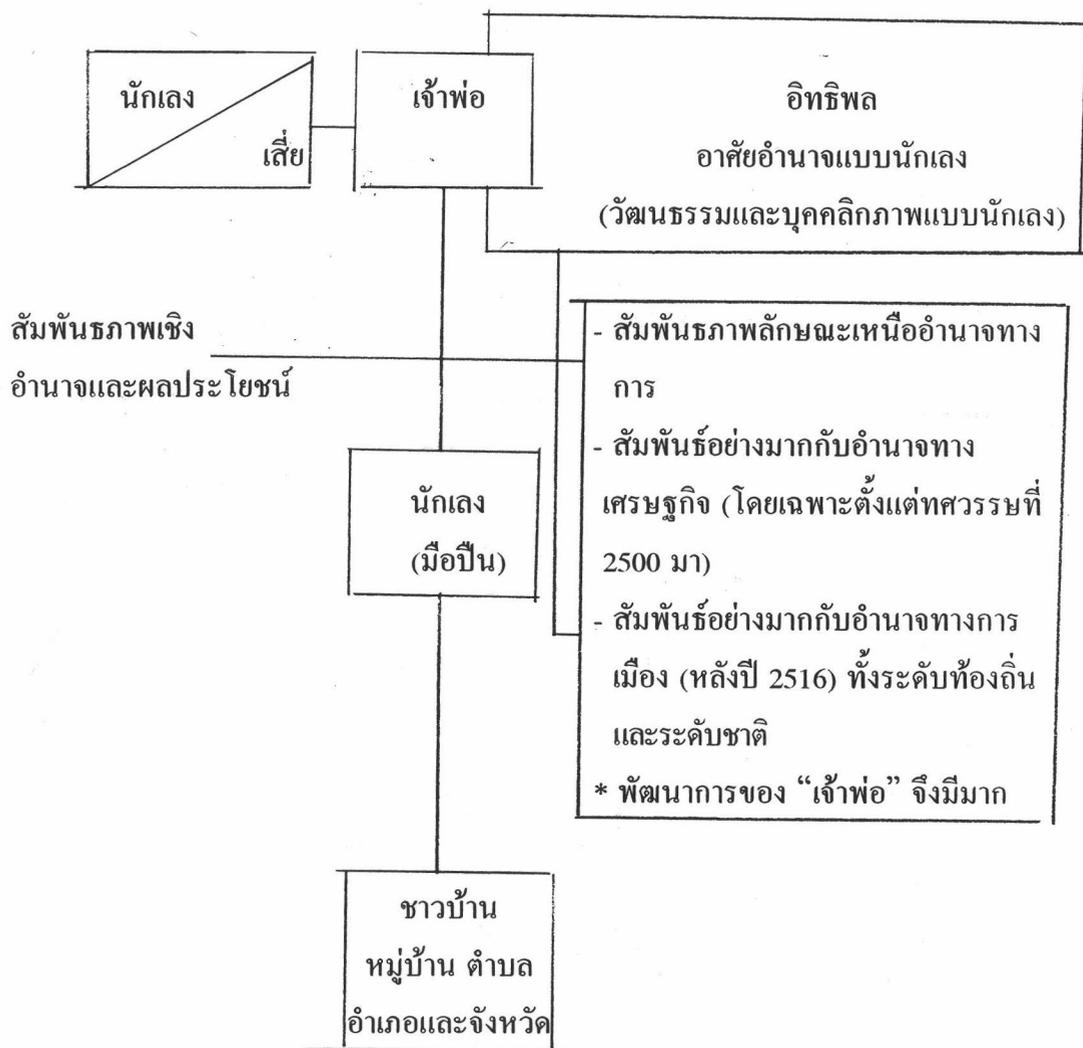 นักเลง
เสี่ย
เจ้าพ่อ
อิทธิพล
อาศัยอำนาจแบบนักเลง
(วัฒนธรรมและบุคคลิกภาพแบบนักเลง)
สัมพันธภาพเชิง
อำนาจและผลประโยชน์
- สัมพันธภาพลักษณะเหนืออำนาจทาง
การ
- สัมพันธ์อย่างมากกับอำนาจทาง
เศรษฐกิจ (โดยเฉพาะตั้งแต่ทศวรรษที่
2500 มา)
- สัมพันธ์อย่างมากกับอำนาจทางการ
เมือง (หลังปี 2516) ทั้งระดับท้องถิ่น
และระดับชาติ
* พัฒนาการของ “เจ้าพ่อ” จึงมีมาก
นักเลง
(มือปืน)
ชาวบ้าน
หมู่บ้าน ตำบล
อำเภอและจังหวัด